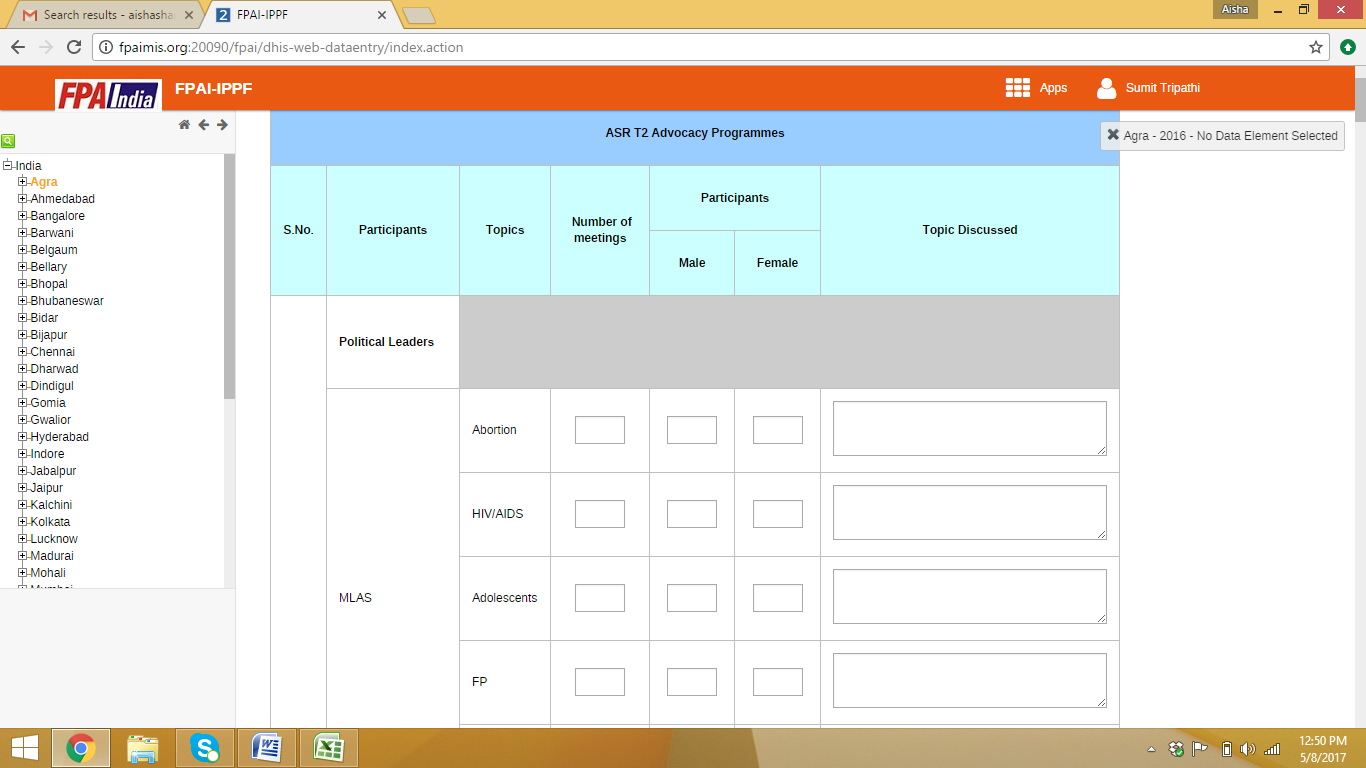 Search results - aishasha
FPAI-IPPF
Aisha
fpaimis.org:20090/fpai/dhis-web-dataentry/index.action
FPAIndia
FPAI-IPPF
Apps
Sumit Tripathi
Agra - 2016 - No Data Element Selected
India
Agra
Ahmedabad
Bangalore
Barwani
Belgaum
Bellary
Bhopal
Bhubaneswar
Bidar
Bijapur
Chennai
Dharwad
Dindigul
Gomia
Gwalior
Hyderabad
Indore
Jabalpur
Jaipur
Kalchini
Kolkata
Lucknow
Madurai
Mohali
ASR T2 Advocacy Programmes
S.No.
Participants
Topics
Number of
meetings
Participants
Male
Female
Topic Discussed
Political Leaders
MLAS
Abortion
HIV/AIDS
Adolescents
FP
12:50 PM
5/8/2017